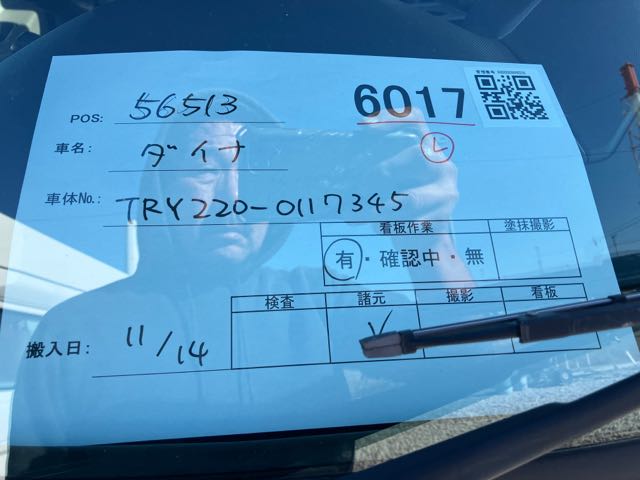 POS: 56513
6017
L
車名: ダイナ
車体No.: TRY220-0117345
看板作業 塗抹撮影
有・確認中・無
検査 諸元 撮影 看板
搬入日: 11/14